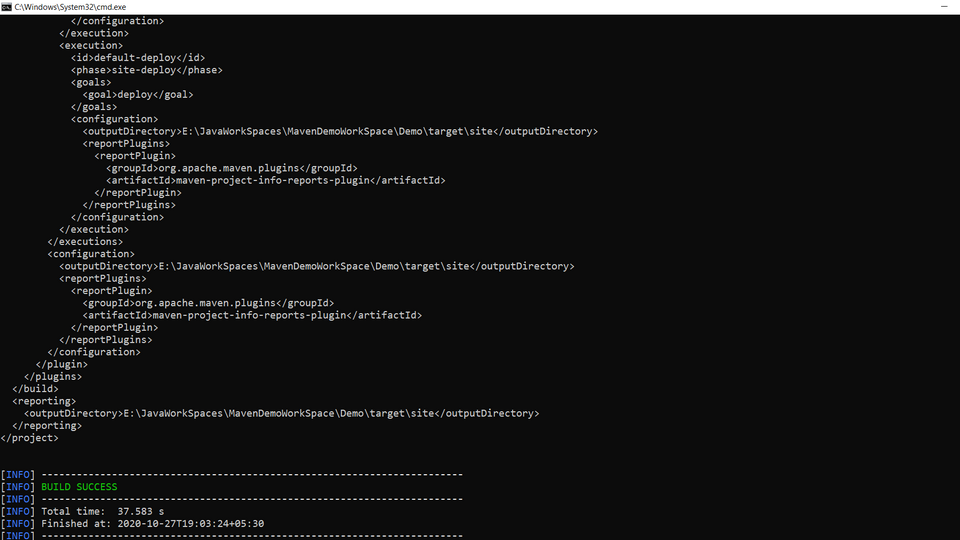 C:\Windows\System32\cmd.exe
</configuration>
</execution>
<execution>
<id>default-deploy</id>
<phase>site-deploy</phase>
<goals>
<goal>deploy</goal>
</goals>
<configuration>
<outputDirectory>E:\JavaWorkSpaces\MavenDemoWorkSpace\Demo\target\site</outputDirectory>
<reportPlugins>
<reportPlugin>
<groupId>org.apache.maven.plugins</groupId>
<artifactId>maven-project-info-reports-plugin</artifactId>
</reportPlugin>
</reportPlugins>
</configuration>
</execution>
</executions>
<configuration>
<outputDirectory>E:\JavaWorkSpaces\MavenDemoWorkSpace\Demo\target\site</outputDirectory>
<reportPlugins>
<reportPlugin>
<groupId>org.apache.maven.plugins</groupId>
<artifactId>maven-project-info-reports-plugin</artifactId>
</reportPlugin>
</reportPlugins>
</configuration>
</plugin>
</plugins>
</build>
<reporting>
<outputDirectory>E:\JavaWorkSpaces\MavenDemoWorkSpace\Demo\target\site</outputDirectory>
</reporting>
</project>
[INFO] ------------------------------------------------------------------------
[INFO] BUILD SUCCESS
[INFO] ------------------------------------------------------------------------
[INFO] Total time:  37.583 s
[INFO] Finished at: 2020-10-27T19:03:24+05:30
[INFO] ------------------------------------------------------------------------